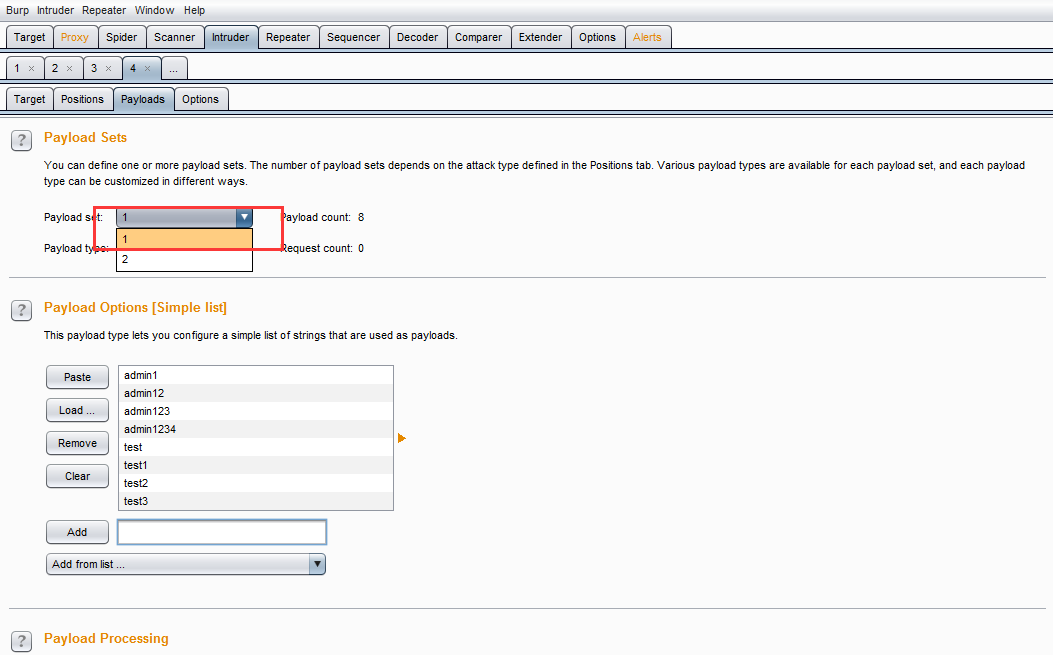 Burp Intruder Repeater Window Help
Target Proxy Spider Scanner Intruder Repeater Sequencer Decoder Comparer Extender Options Alerts
1 × 2 × 3 × 4 × ...
Target Positions Payloads Options
? Payload Sets
You can define one or more payload sets. The number of payload sets depends on the attack type defined in the Positions tab. Various payload types are available for each payload set, and each payload
type can be customized in different ways.
Payload set: 1 Payload count: 8
1
Payload type: Request count: 0
2
? Payload Options [Simple list]
This payload type lets you configure a simple list of strings that are used as payloads.
Paste
Load ...
Remove
Clear
admin1
admin12
admin123
admin1234
test
test1
test2
test3
Add
Add from list ...
? Payload Processing